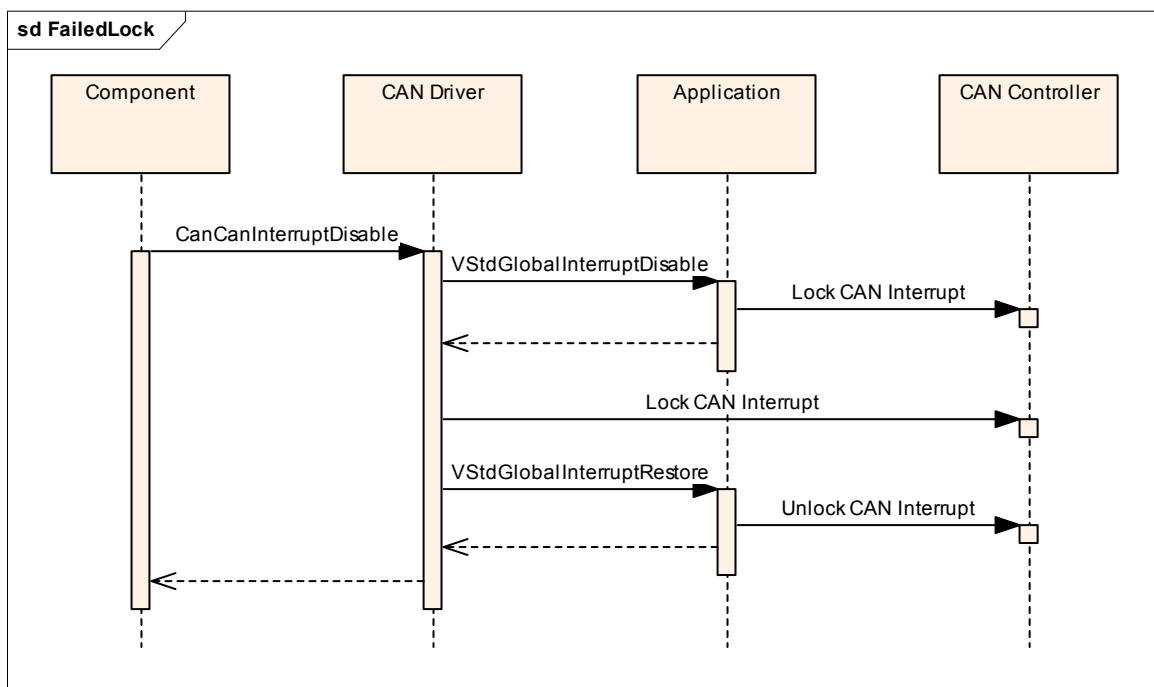 sd FailedLock
Component
CAN Driver
Application
CAN Controller
CanCanInterruptDisable
VStdGlobalInterruptDisable
Lock CAN Interrupt
Lock CAN Interrupt
VStdGlobalInterruptRestore
Unlock CAN Interrupt